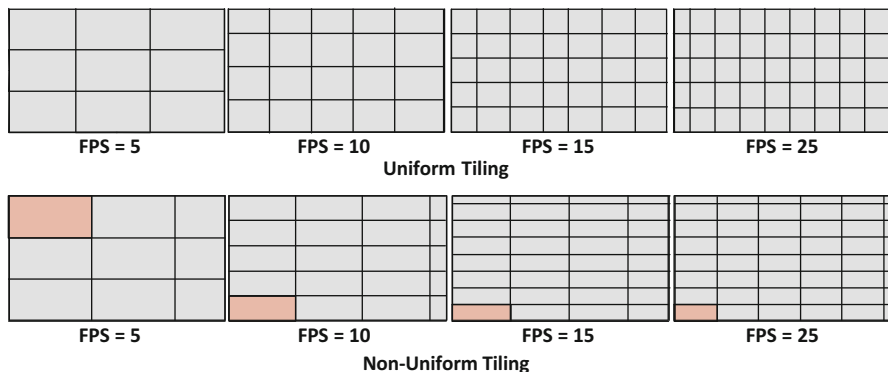 FPS = 5 FPS = 10 FPS = 15 FPS = 25
Uniform Tiling
FPS = 5 FPS = 10 FPS = 15 FPS = 25
Non-Uniform Tiling